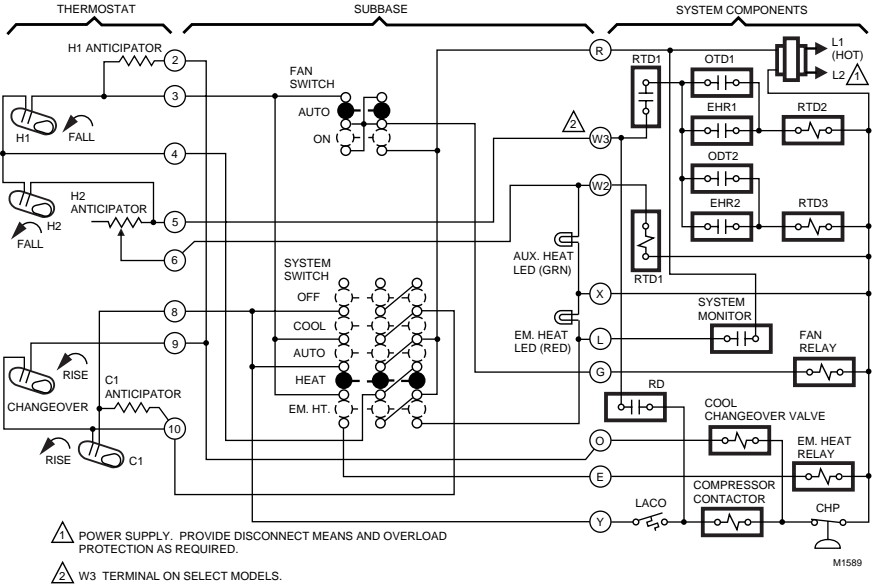 THERMOSTAT
SUBBASE
SYSTEM COMPONENTS
H1 ANTICIPATOR
2
3
H1
FALL
4
H2
ANTICIPATOR
H2
FALL
5
6
8
9
CHANGEOVER
RISE
C1
ANTICIPATOR
10
RISE
C1
FAN
SWITCH
AUTO
ON
SYSTEM
SWITCH
OFF
COOL
AUTO
HEAT
EM. HT.
AUX. HEAT
LED (GRN)
EM. HEAT
LED (RED)
R
2
W3
W2
X
L
G
O
E
Y
RTD1
OTD1
L1
(HOT)
L2
1
EHR1
RTD2
ODT2
EHR2
RTD3
RTD1
SYSTEM
MONITOR
FAN
RELAY
RD
COOL
CHANGEOVER VALVE
EM. HEAT
RELAY
LACO
COMPRESSOR
CONTACTOR
CHP
1 POWER SUPPLY. PROVIDE DISCONNECT MEANS AND OVERLOAD
PROTECTION AS REQUIRED.
2 W3 TERMINAL ON SELECT MODELS.
M1589